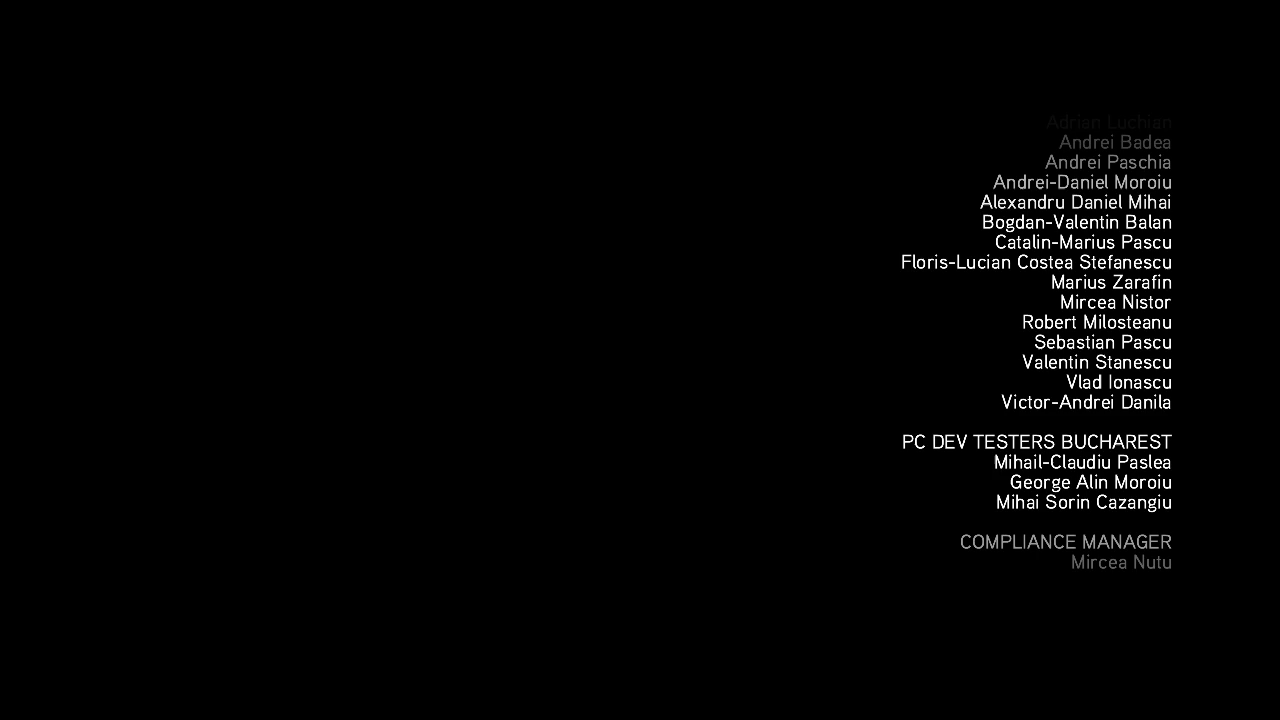 Adrian Luchian
Andrei Badea
Andrei Paschia
Andrei-Daniel Moroiu
Alexandru Daniel Mihai
Bogdan-Valentin Balan
Catalin-Marius Pascu
Floris-Lucian Costea Stefanescu
Marius Zarafin
Mircea Nistor
Robert Milosteanu
Sebastian Pascu
Valentin Stanescu
Vlad Ionascu
Victor-Andrei Danila
PC DEV TESTERS BUCHAREST
Mihail-Claudiu Paslea
George Alin Moroiu
Mihai Sorin Cazangiu
COMPLIANCE MANAGER
Mircea Nutu